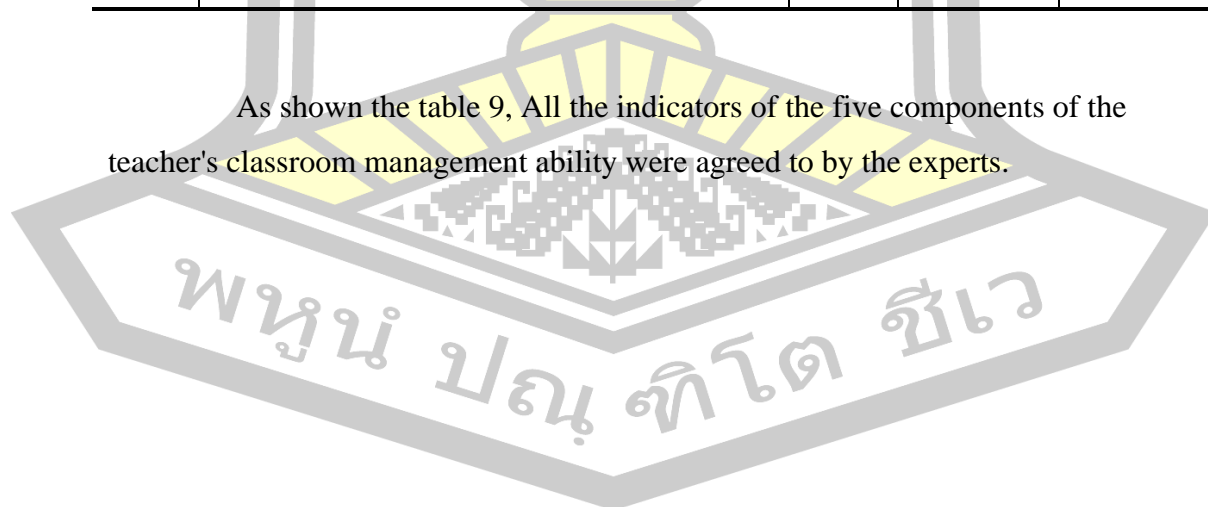 As shown the table 9, All the indicators of the five components of the
teacher's classroom management ability were agreed to by the experts.
พหูนํ ปณฺ ฑิโต ชีเว